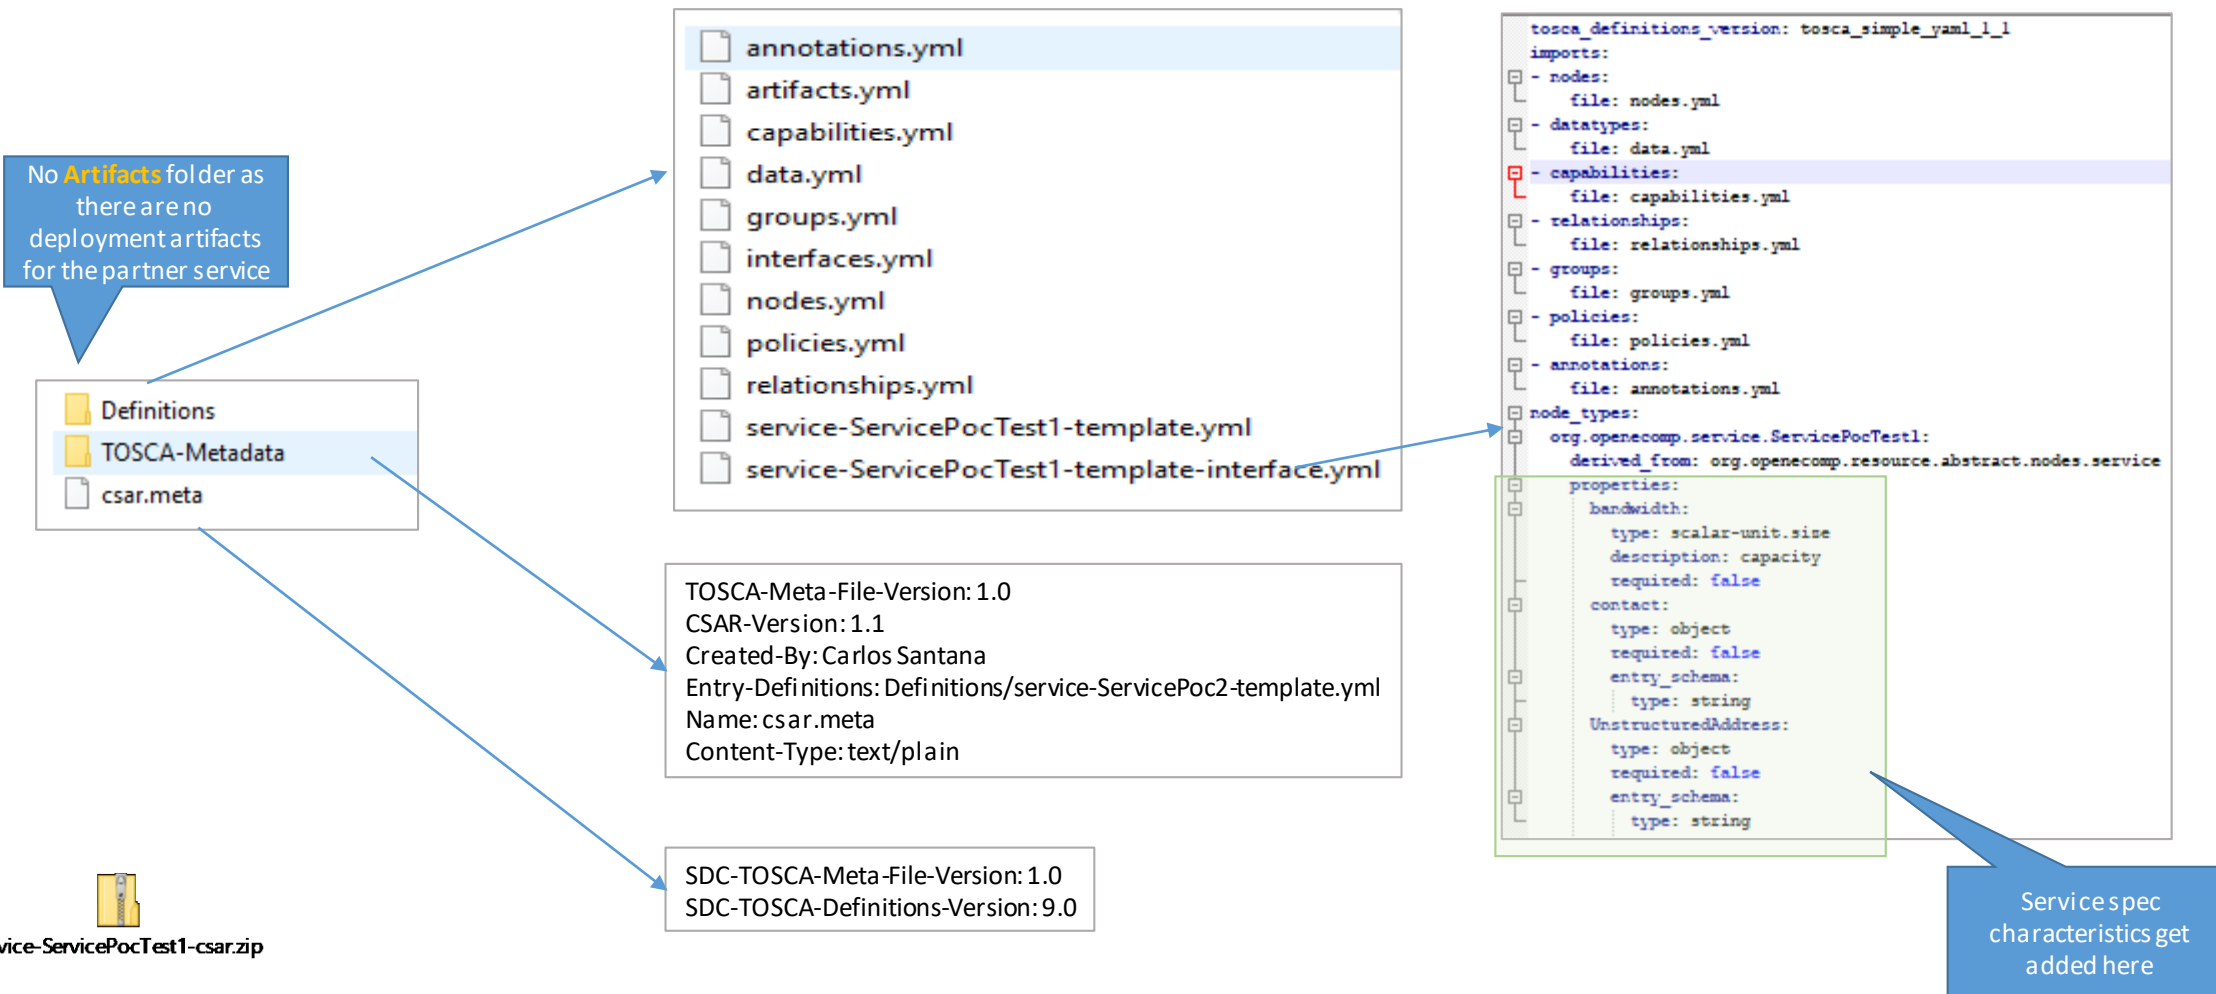 No Artifacts folder as
there are no
deployment artifacts
for the partner service
Definitions
TOSCA-Metadata
csar.meta
vice-ServicePocTest1-csar.zip
annotations.yml
artifacts.yml
capabilities.yml
data.yml
groups.yml
interfaces.yml
nodes.yml
policies.yml
relationships.yml
service-ServicePocTest1-template.yml
service-ServicePocTest1-template-interface.yml
TOSCA-Meta-File-Version: 1.0
CSAR-Version: 1.1
Created-By: Carlos Santana
Entry-Definitions: Definitions/service-ServicePoc2-template.yml
Name: csar.meta
Content-Type: text/plain
SDC-TOSCA-Meta-File-Version: 1.0
SDC-TOSCA-Definitions-Version: 9.0
tosca_definitions_version: tosca_simple_yaml_1_1
imports:
- nodes:
file: nodes.yml
- datatypes:
file: data.yml
- capabilities:
file: capabilities.yml
- relationships:
file: relationships.yml
- groups:
file: groups.yml
- policies:
file: policies.yml
- annotations:
file: annotations.yml
node_types:
org.openecomp.service.ServicePocTest1:
derived_from: org.openecomp.resource.abstract.nodes.service
properties:
bandwidth:
type: scalar-unit.size
description: capacity
required: false
contact:
type: object
required: false
entry_schema:
type: string
UnstructuredAddress:
type: object
required: false
entry_schema:
type: string
Service spec
characteristics get
added here